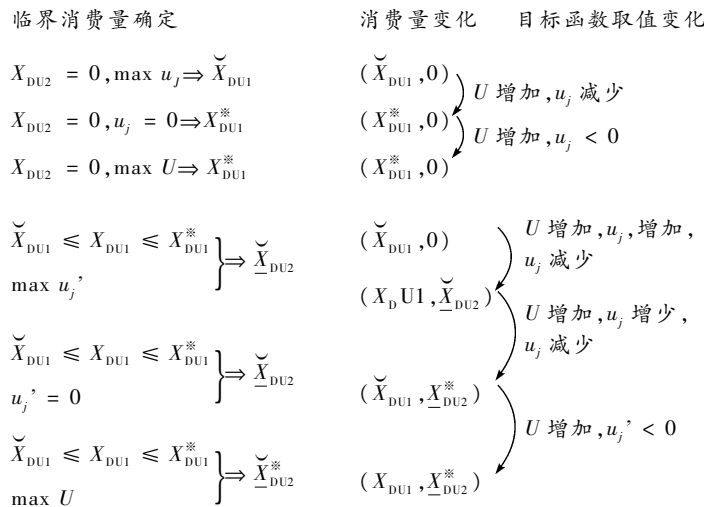 临界消费量确定 消费量变化 目标函数取值变化
X_DU2 = 0,max u_J⇒ X̆_DU1 (X̆_DU1,0)
U 增加,u_j 减少
X_DU2 = 0,u_j = 0⇒X^※_DU1 (X^※_DU1,0)
U 增加,u_j < 0
X_DU2 = 0,max U⇒ X^※_DU1 (X^※_DU1,0)
X̆_DU1 ≤ X_DU1 ≤ X^※_DU1 }⇒ X̲̆_DU2 (X̆_DU1,0)
max u_j’
U 增加,u_j,增加,
u_j 减少
(X_D U1,X̲̆_DU2)
U 增加,u_j 增少,
u_j 减少
X̆_DU1 ≤ X_DU1 ≤ X^※_DU1 }⇒ X̲̆_DU2 (X̆_DU1,X̲^※_DU2)
u_j’ = 0
U 增加,u_j’ < 0
X̆_DU1 ≤ X_DU1 ≤ X^※_DU1 }⇒ X̲̆^※_DU2 (X_DU1,X̲^※_DU2)
max U